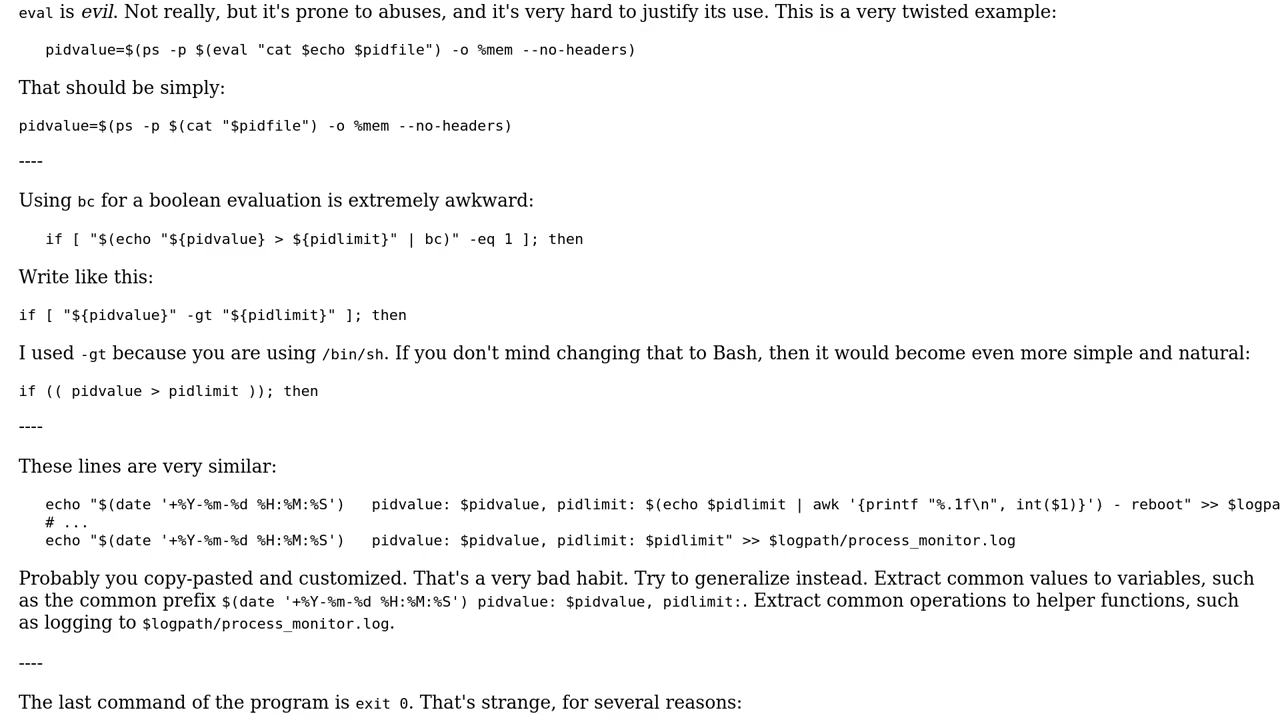 eval is evil. Not really, but it's prone to abuses, and it's very hard to justify its use. This is a very twisted example:
pidvalue=$(ps -p $(eval "cat $echo $pidfile") -o %mem --no-headers)
That should be simply:
pidvalue=$(ps -p $(cat "$pidfile") -o %mem --no-headers)
----
Using bc for a boolean evaluation is extremely awkward:
if [ "$(echo "${pidvalue} > ${pidlimit}" | bc)" -eq 1 ]; then
Write like this:
if [ "${pidvalue}" -gt "${pidlimit}" ]; then
I used -gt because you are using /bin/sh. If you don't mind changing that to Bash, then it would become even more simple and natural:
if (( pidvalue > pidlimit )); then
----
These lines are very similar:
echo "$(date '+%Y-%m-%d %H:%M:%S')   pidvalue: $pidvalue, pidlimit: $(echo $pidlimit | awk '{printf "%.1f\n", int($1)}') - reboot" >> $logpa
# ...
echo "$(date '+%Y-%m-%d %H:%M:%S')   pidvalue: $pidvalue, pidlimit: $pidlimit" >> $logpath/process_monitor.log
Probably you copy-pasted and customized. That's a very bad habit. Try to generalize instead. Extract common values to variables, such
as the common prefix $(date '+%Y-%m-%d %H:%M:%S') pidvalue: $pidvalue, pidlimit:. Extract common operations to helper functions, such
as logging to $logpath/process_monitor.log.
----
The last command of the program is exit 0. That's strange, for several reasons: